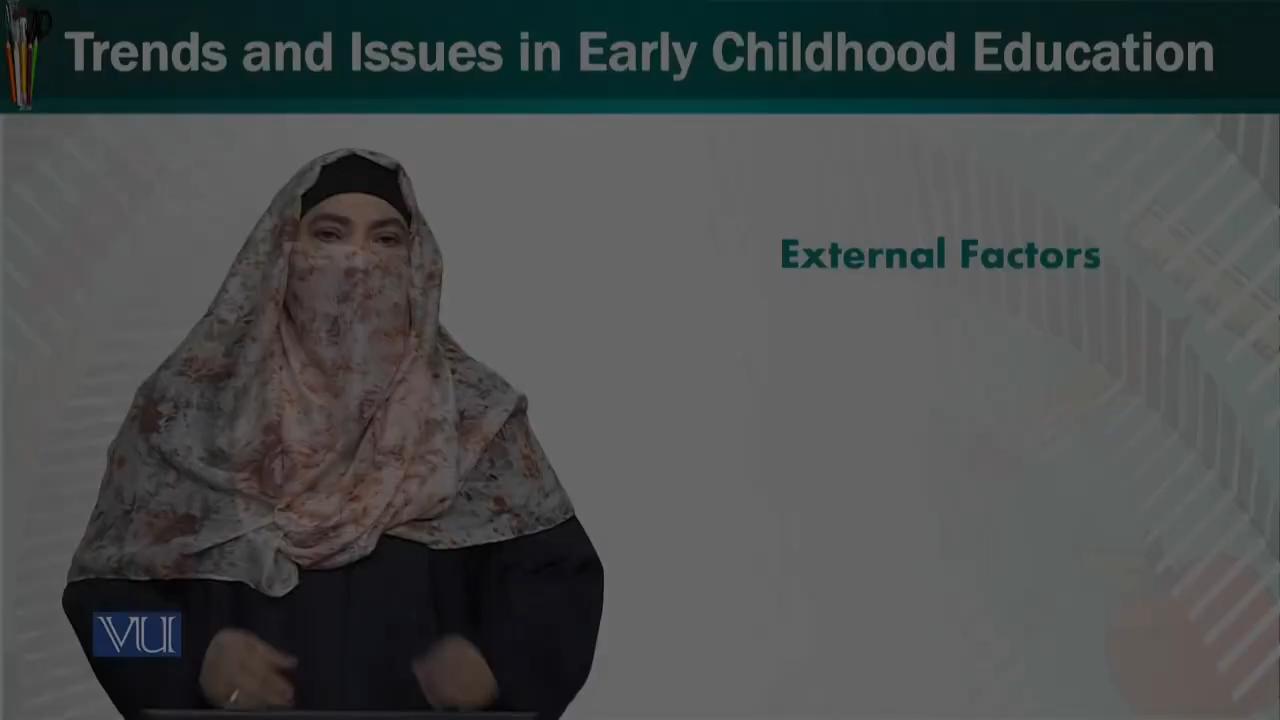 Trends and Issues in Early Childhood Education
External Factors
VU